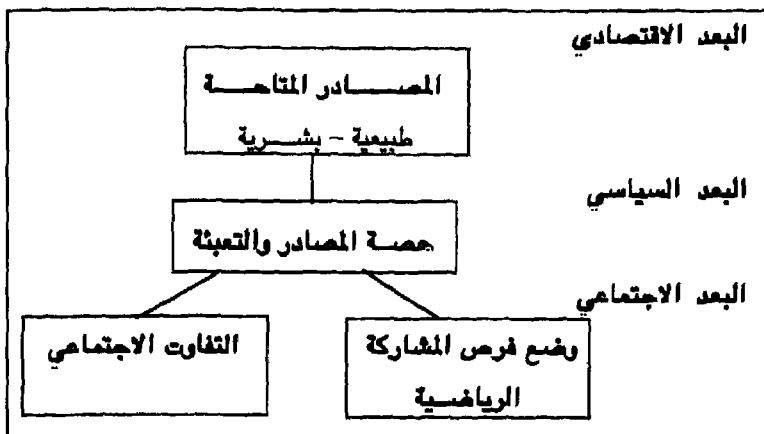 البعد الاقتصادي
المصادر المتاحة
طبيعية - بشرية
البعد السياسي
حصة المصادر والتعبئة
البعد الاجتماعي
وضع فرص المشاركة
الرياضية
التفاوت الاجتماعي